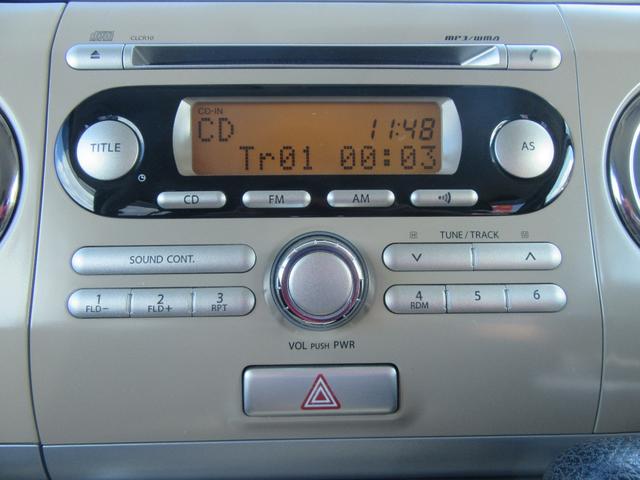 CLCR10 MP3/WMA
CD-IN
CD 11:48
Tr01 00:03
TITLE
AS
CD FM AM
SOUND CONT.
TUNE/TRACK
1 2 3
FLD− FLD+ RPT
4 5 6
RDM
VOL PUSH PWR